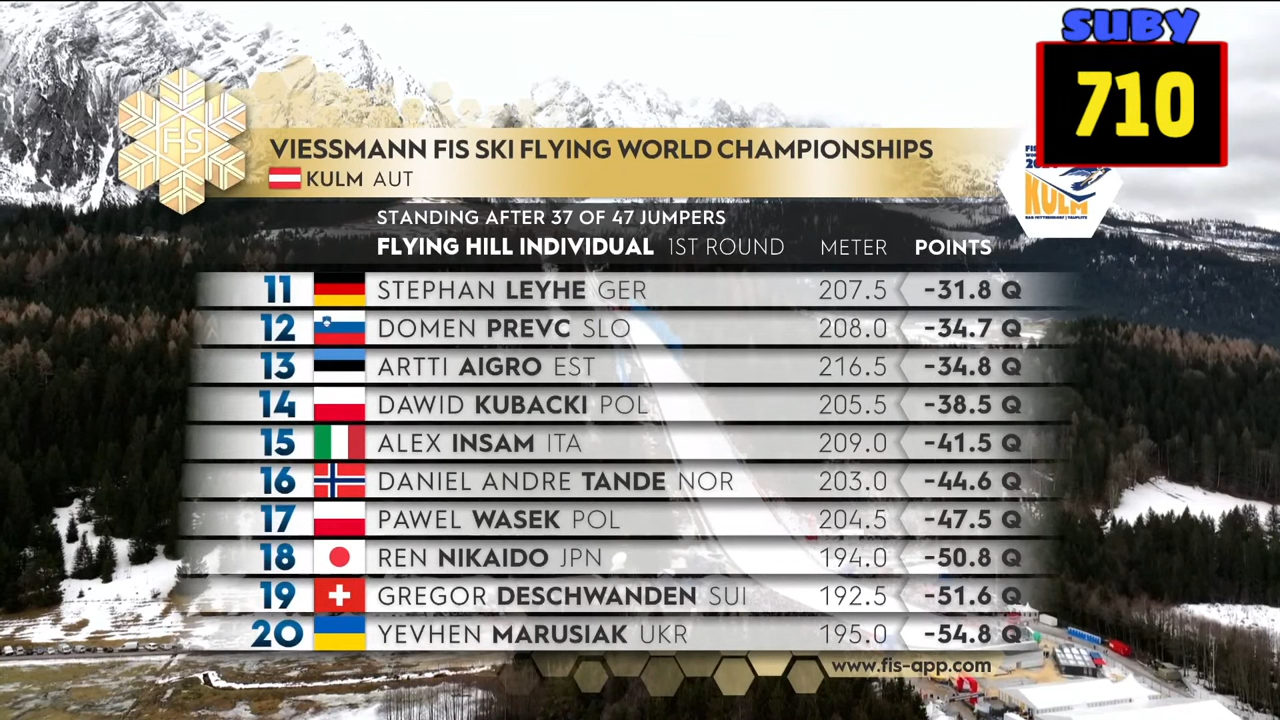 SUBY
710
FIS
VIESSMANN FIS SKI FLYING WORLD CHAMPIONSHIPS
KULM AUT
KULM
STANDING AFTER 37 OF 47 JUMPERS
FLYING HILL INDIVIDUAL 1ST ROUND METER POINTS
11 STEPHAN LEYHE GER 207.5 -31.8 Q
12 DOMEN PREVC SLO 208.0 -34.7 Q
13 ARTTI AIGRO EST 216.5 -34.8 Q
14 DAWID KUBACKI POL 205.5 -38.5 Q
15 ALEX INSAM ITA 209.0 -41.5 Q
16 DANIEL ANDRE TANDE NOR 203.0 -44.6 Q
17 PAWEL WASEK POL 204.5 -47.5 Q
18 REN NIKAIDO JPN 194.0 -50.8 Q
19 GREGOR DESCHWANDEN SUI 192.5 -51.6 Q
20 YEVHEN MARUSIAK UKR 195.0 -54.8 Q
www.fis-app.com